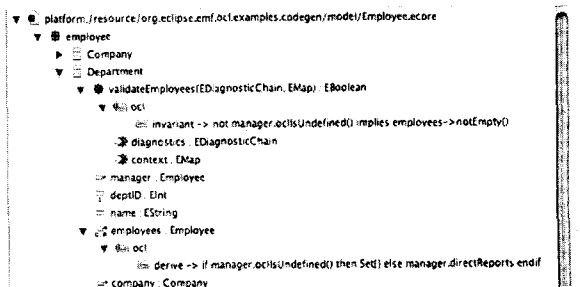 platform:/resource/org.eclipse.emf.ocl.examples.codegen/model/Employee.ecore
employee
Company
Department
validateEmployees(EDiagnosticChain, EMap) : EBoolean
ocl
invariant -> not manager.oclIsUndefined() implies employees->notEmpty()
diagnostics : EDiagnosticChain
context : EMap
manager : Employee
deptID : EInt
name : EString
employees : Employee
ocl
derive -> if manager.oclIsUndefined() then Set{} else manager.directReports endif
company : Company